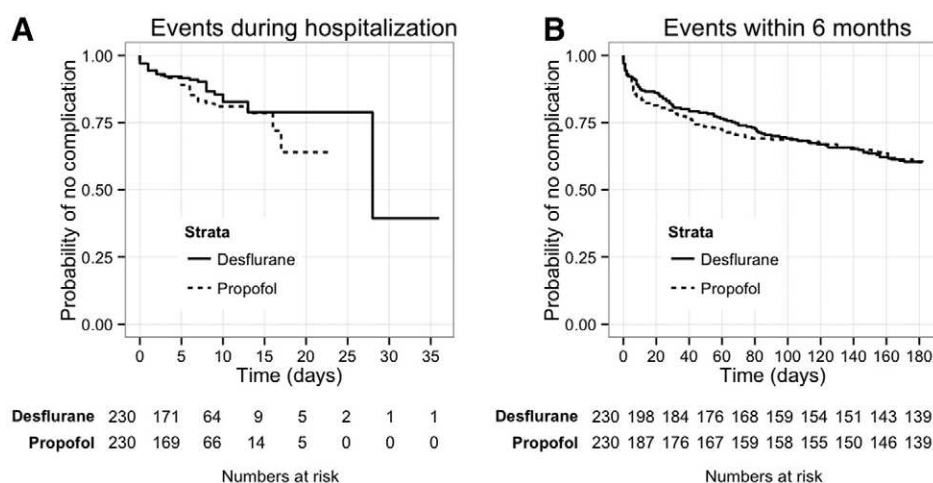 A Events during hospitalization
Probability of no complication
1.00
0.75
0.50
0.25
0.00
Strata
Desflurane
Propofol
0 5 10 15 20 25 30 35
Time (days)
Desflurane 230 171 64 9 5 2 1 1
Propofol 230 169 66 14 5 0 0 0
Numbers at risk
B Events within 6 months
Probability of no complication
1.00
0.75
0.50
0.25
0.00
Strata
Desflurane
Propofol
0 20 40 60 80 100 120 140 160 180
Time (days)
Desflurane 230 198 184 176 168 159 154 151 143 139
Propofol 230 187 176 167 159 158 155 150 146 139
Numbers at risk